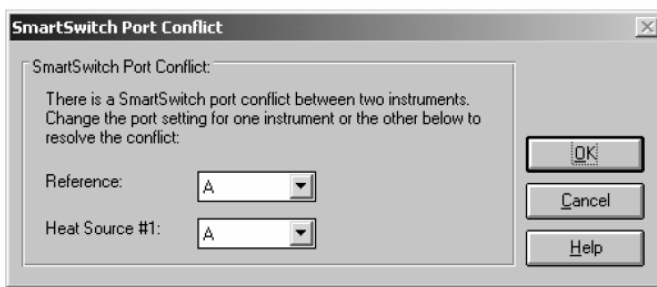 SmartSwitch Port Conflict
SmartSwitch Port Conflict:
There is a SmartSwitch port conflict between two instruments.
Change the port setting for one instrument or the other below to
resolve the conflict:
Reference: A
Heat Source #1: A
OK
Cancel
Help